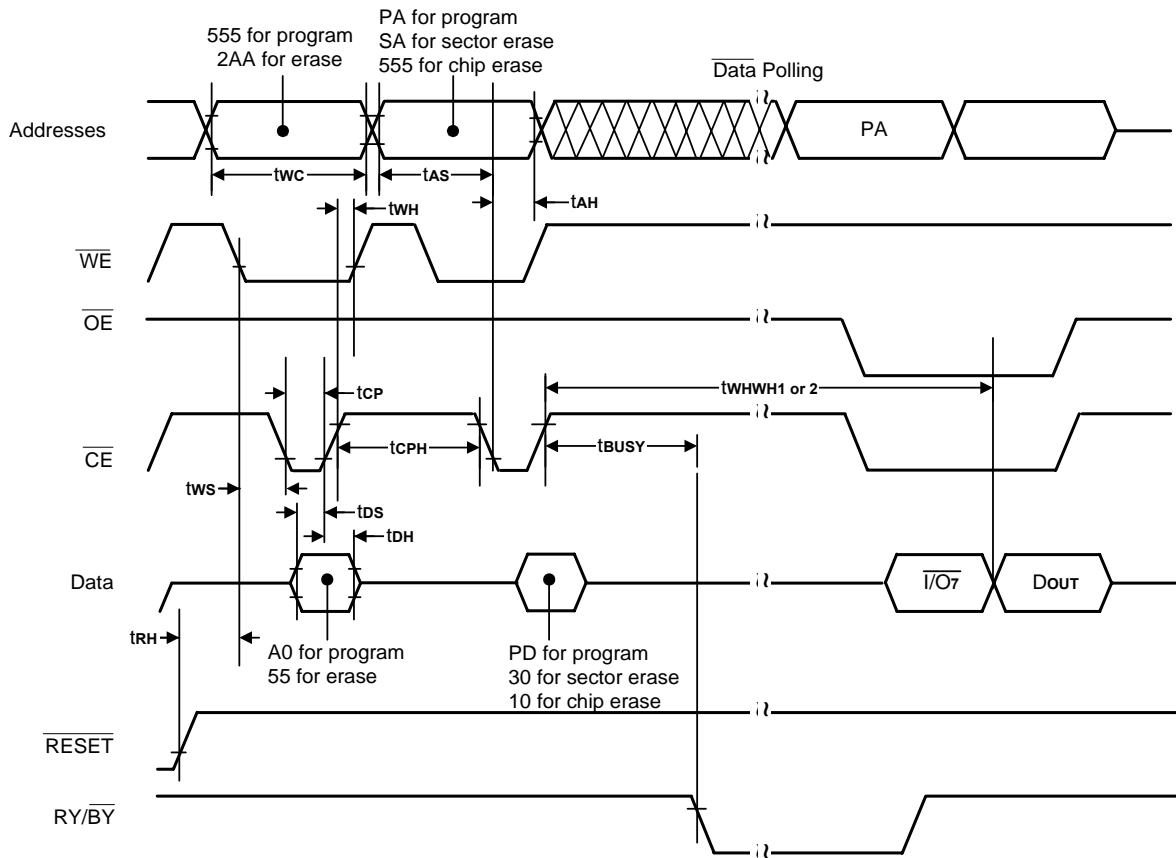 555 for program
2AA for erase
PA for program
SA for sector erase
555 for chip erase
Data Polling
Addresses
PA
tWC
tAS
tAH
tWH
WE
OE
tCP
tWHWH1 or 2
tCPH
tBUSY
CE
tWS
tDS
tDH
Data
I/O7
DOUT
tRH
A0 for program
55 for erase
PD for program
30 for sector erase
10 for chip erase
RESET
RY/BY